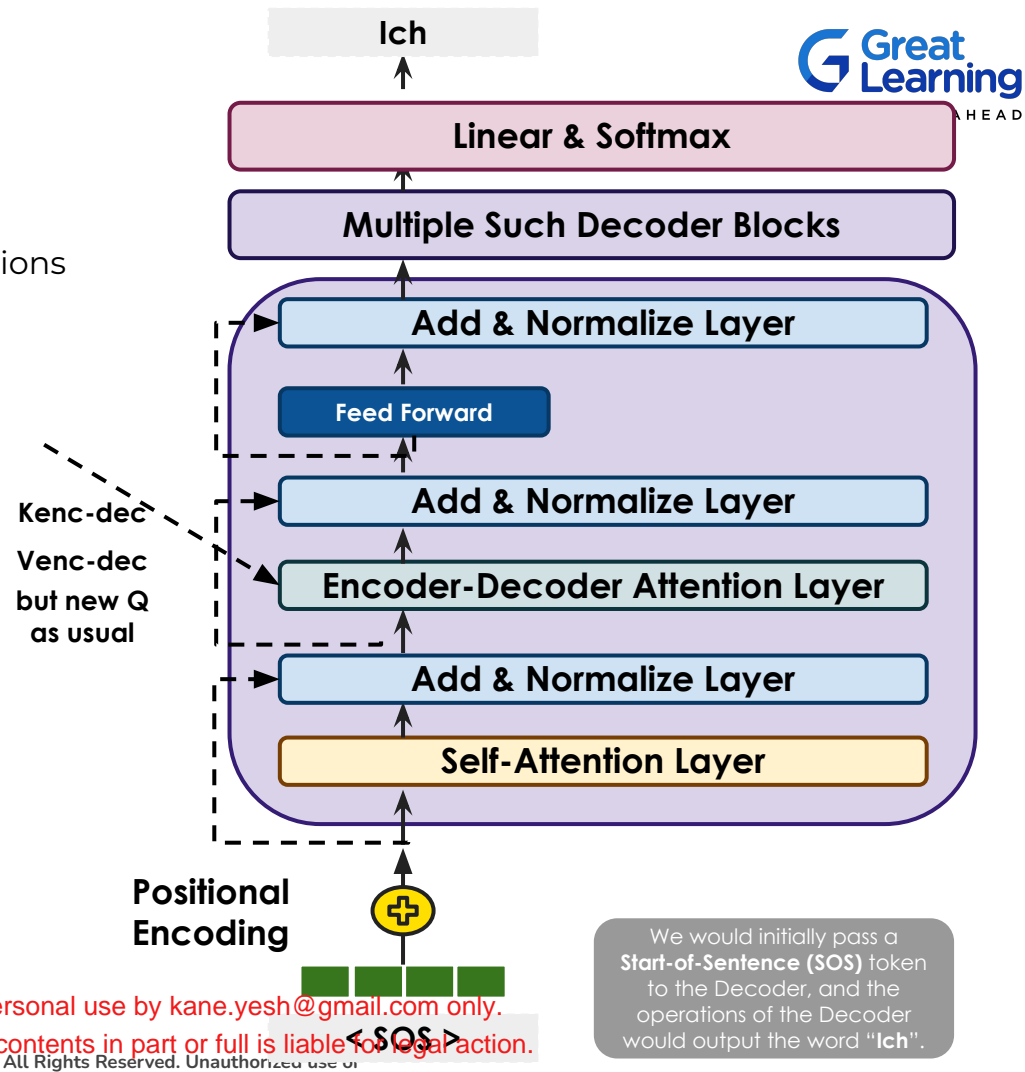 Ich
Great
Learning
AHEAD
Linear & Softmax
Multiple Such Decoder Blocks
ions
Add & Normalize Layer
Feed Forward
Add & Normalize Layer
Kenc-dec
Venc-dec
but new Q
as usual
Encoder-Decoder Attention Layer
Add & Normalize Layer
Self-Attention Layer
Positional
Encoding
We would initially pass a
Start-of-Sentence (SOS) token
to the Decoder, and the
operations of the Decoder
would output the word “Ich”.
ersonal use by kane.yesh@gmail.com only.
< SOS >
contents in part or full is liable for legal action.
All Rights Reserved. Unauthorized use or